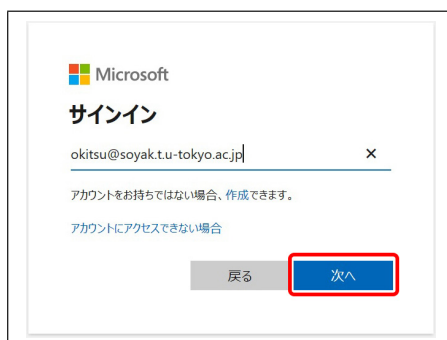 Microsoft
サインイン
okitsu@soyak.t.u-tokyo.ac.jp
アカウントをお持ちではない場合、作成できます。
アカウントにアクセスできない場合
戻る 次へ